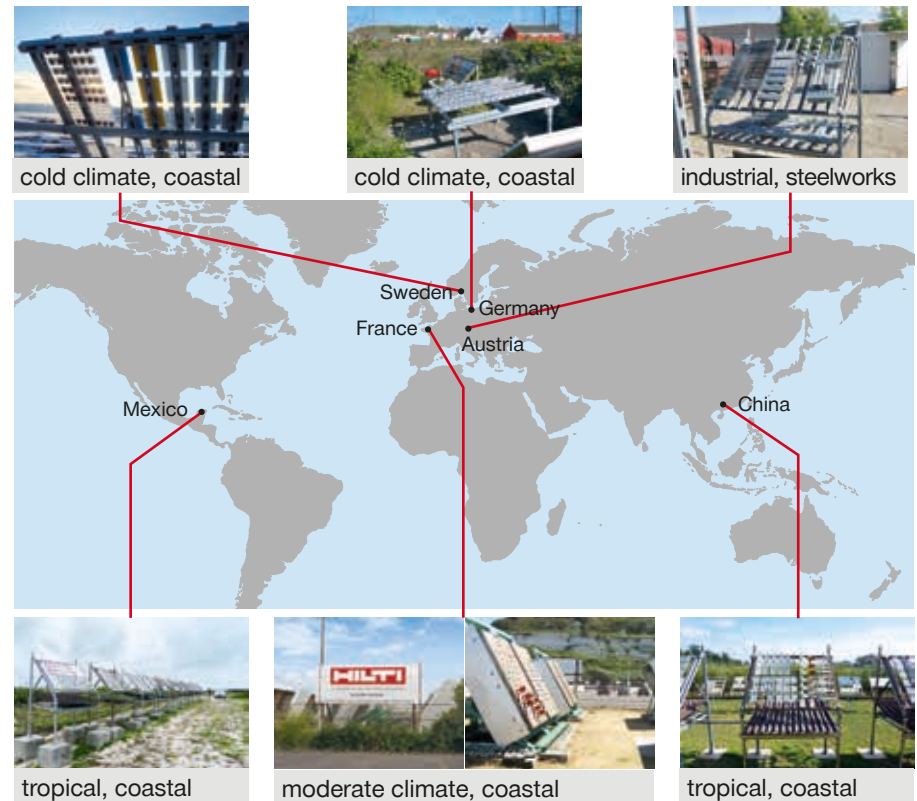 cold climate, coastal
cold climate, coastal
industrial, steelworks
Sweden
Germany
France
Austria
Mexico
China
HILTI
tropical, coastal
moderate climate, coastal
tropical, coastal